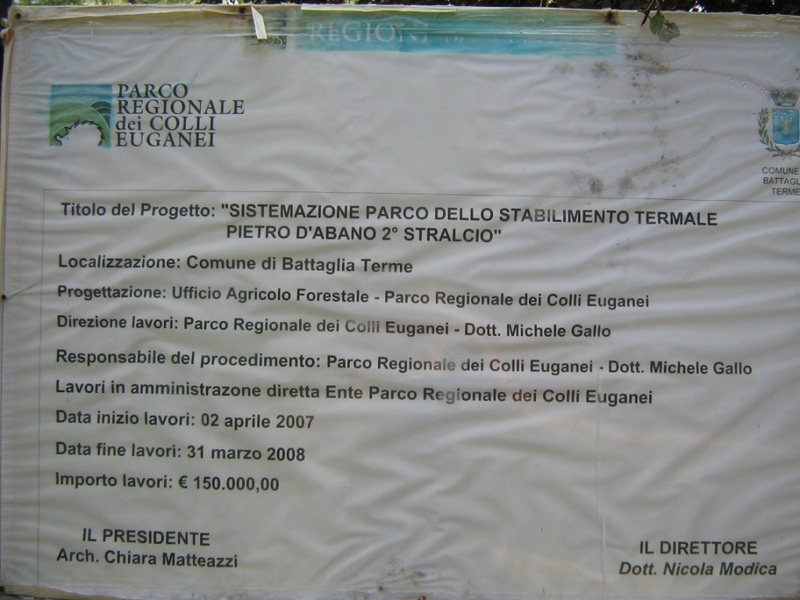 REGION
PARCO
REGIONALE
dei COLLI
EUGANEI
COMUNE
BATTAGL
TERME
Titolo del Progetto: "SISTEMAZIONE PARCO DELLO STABILIMENTO TERMALE
PIETRO D'ABANO 2° STRALCIO"
Localizzazione: Comune di Battaglia Terme
Progettazione: Ufficio Agricolo Forestale - Parco Regionale dei Colli Euganei
Direzione lavori: Parco Regionale dei Colli Euganei - Dott. Michele Gallo
Responsabile del procedimento: Parco Regionale dei Colli Euganei - Dott. Michele Gallo
Lavori in amministrazone diretta Ente Parco Regionale dei Colli Euganei
Data inizio lavori: 02 aprile 2007
Data fine lavori: 31 marzo 2008
Importo lavori: € 150.000,00
IL PRESIDENTE
Arch. Chiara Matteazzi
IL DIRETTORE
Dott. Nicola Modica